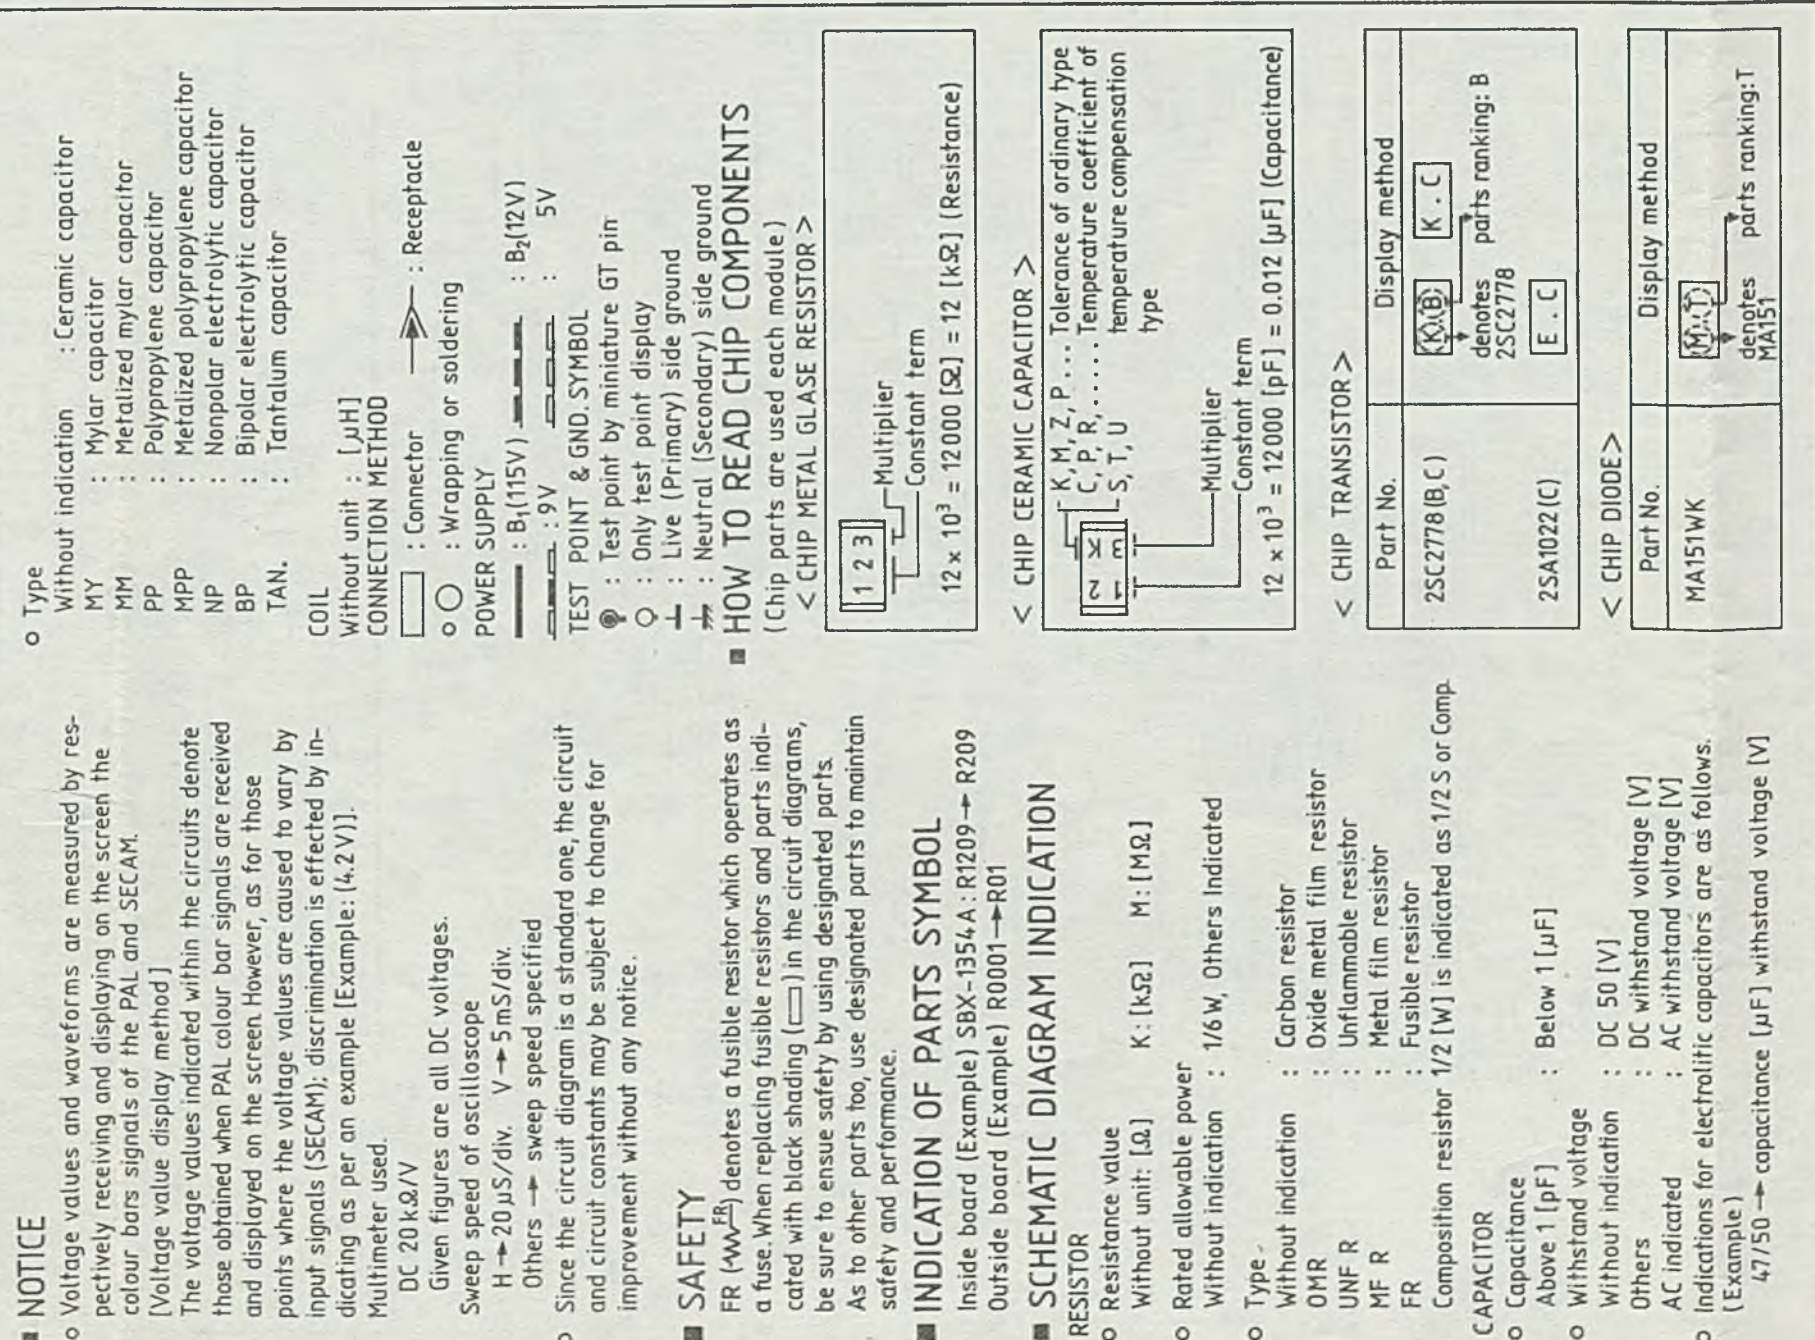 ■ NOTICE
o Voltage values and waveforms are measured by res-
pectively receiving and displaying on the screen the
colour bars signals of the PAL and SECAM.
[Voltage value display method]
The voltage values indicated within the circuits denote
those obtained when PAL colour bar signals are received
and displayed on the screen. However, as for those
points where the voltage values are caused to vary by
input signals (SECAM); discrimination is effected by in-
dicating as per an example [Example: (4.2V)].
Multimeter used.
DC 20kΩ/V
Given figures are all DC voltages.
Sweep speed of oscilloscope
H→20μS/div. V→5mS/div.
Others → sweep speed specified
o Since the circuit diagram is a standard one, the circuit
and circuit constants may be subject to change for
improvement without any notice.
■ SAFETY
FR ( FR ) denotes a fusible resistor which operates as
a fuse. When replacing fusible resistors and parts indi-
cated with black shading ( ) in the circuit diagrams,
be sure to ensure safety by using designated parts.
As to other parts too, use designated parts to maintain
safety and performance.
■ INDICATION OF PARTS SYMBOL
Inside board (Example) SBX-1354A: R1209→R209
Outside board (Example) R0001→R01
■ SCHEMATIC DIAGRAM INDICATION
RESISTOR
o Resistance value
Without unit: [Ω] K: [kΩ] M: [MΩ]
o Rated allowable power
Without indication : 1/6W, Others Indicated
o Type
Without indication : Carbon resistor
OMR : Oxide metal film resistor
UNF R : Unflammable resistor
MF R : Metal film resistor
FR : Fusible resistor
Composition resistor 1/2 [W] is indicated as 1/2 S or Comp.
CAPACITOR
o Capacitance
Above 1 [pF] : Below 1 [μF]
o Withstand voltage
Without indication : DC 50 [V]
Others : DC withstand voltage [V]
AC indicated : AC withstand voltage [V]
o Indications for electrolitic capacitors are as follows.
(Example)
47/50 → capacitance [μF] withstand voltage [V]
o Type
Without indication : Ceramic capacitor
MY : Mylar capacitor
MM : Metalized mylar capacitor
PP : Polypropylene capacitor
MPP : Metalized polypropylene capacitor
NP : Nonpolar electrolytic capacitor
BP : Bipolar electrolytic capacitor
TAN. : Tantalum capacitor
COIL
Without unit : [μH]
CONNECTION METHOD
: Connector : Receptacle
o ○ : Wrapping or soldering
POWER SUPPLY
: B₁(115V) : B₂(12V)
: 9V : 5V
TEST POINT & GND. SYMBOL
: Test point by miniature GT pin
: Only test point display
: Live (Primary) side ground
: Neutral (Secondary) side ground
■ HOW TO READ CHIP COMPONENTS
(Chip parts are used each module)
< CHIP METAL GLASE RESISTOR >
1 2 3
Multiplier
Constant term
12 x 10³ = 12000 [Ω] = 12 [kΩ] (Resistance)
< CHIP CERAMIC CAPACITOR >
2 K
1 3
K, M, Z, P ... Tolerance of ordinary type
C, P, R, ..... Temperature coefficient of
S, T, U temperature compensation
type
Multiplier
Constant term
12 x 10³ = 12000 [pF] = 0.012 [μF] (Capacitance)
< CHIP TRANSISTOR >
Part No. Display method
2SC2778(B,C) K.B K.C
denotes parts ranking: B
2SC2778
2SA1022(C) E.C
< CHIP DIODE >
Part No. Display method
MA151WK M.T
denotes parts ranking: T
MA151